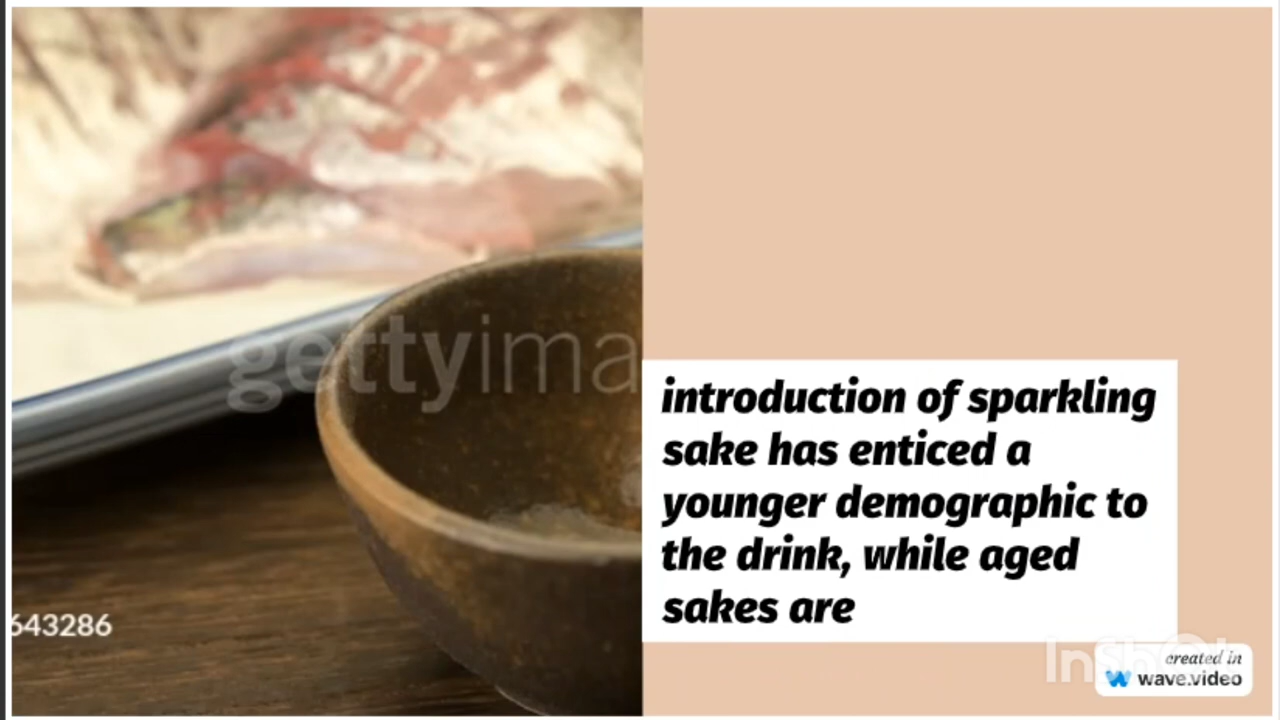 gettyima
introduction of sparkling
sake has enticed a
younger demographic to
the drink, while aged
sakes are
643286
InShot
created in
wave.video